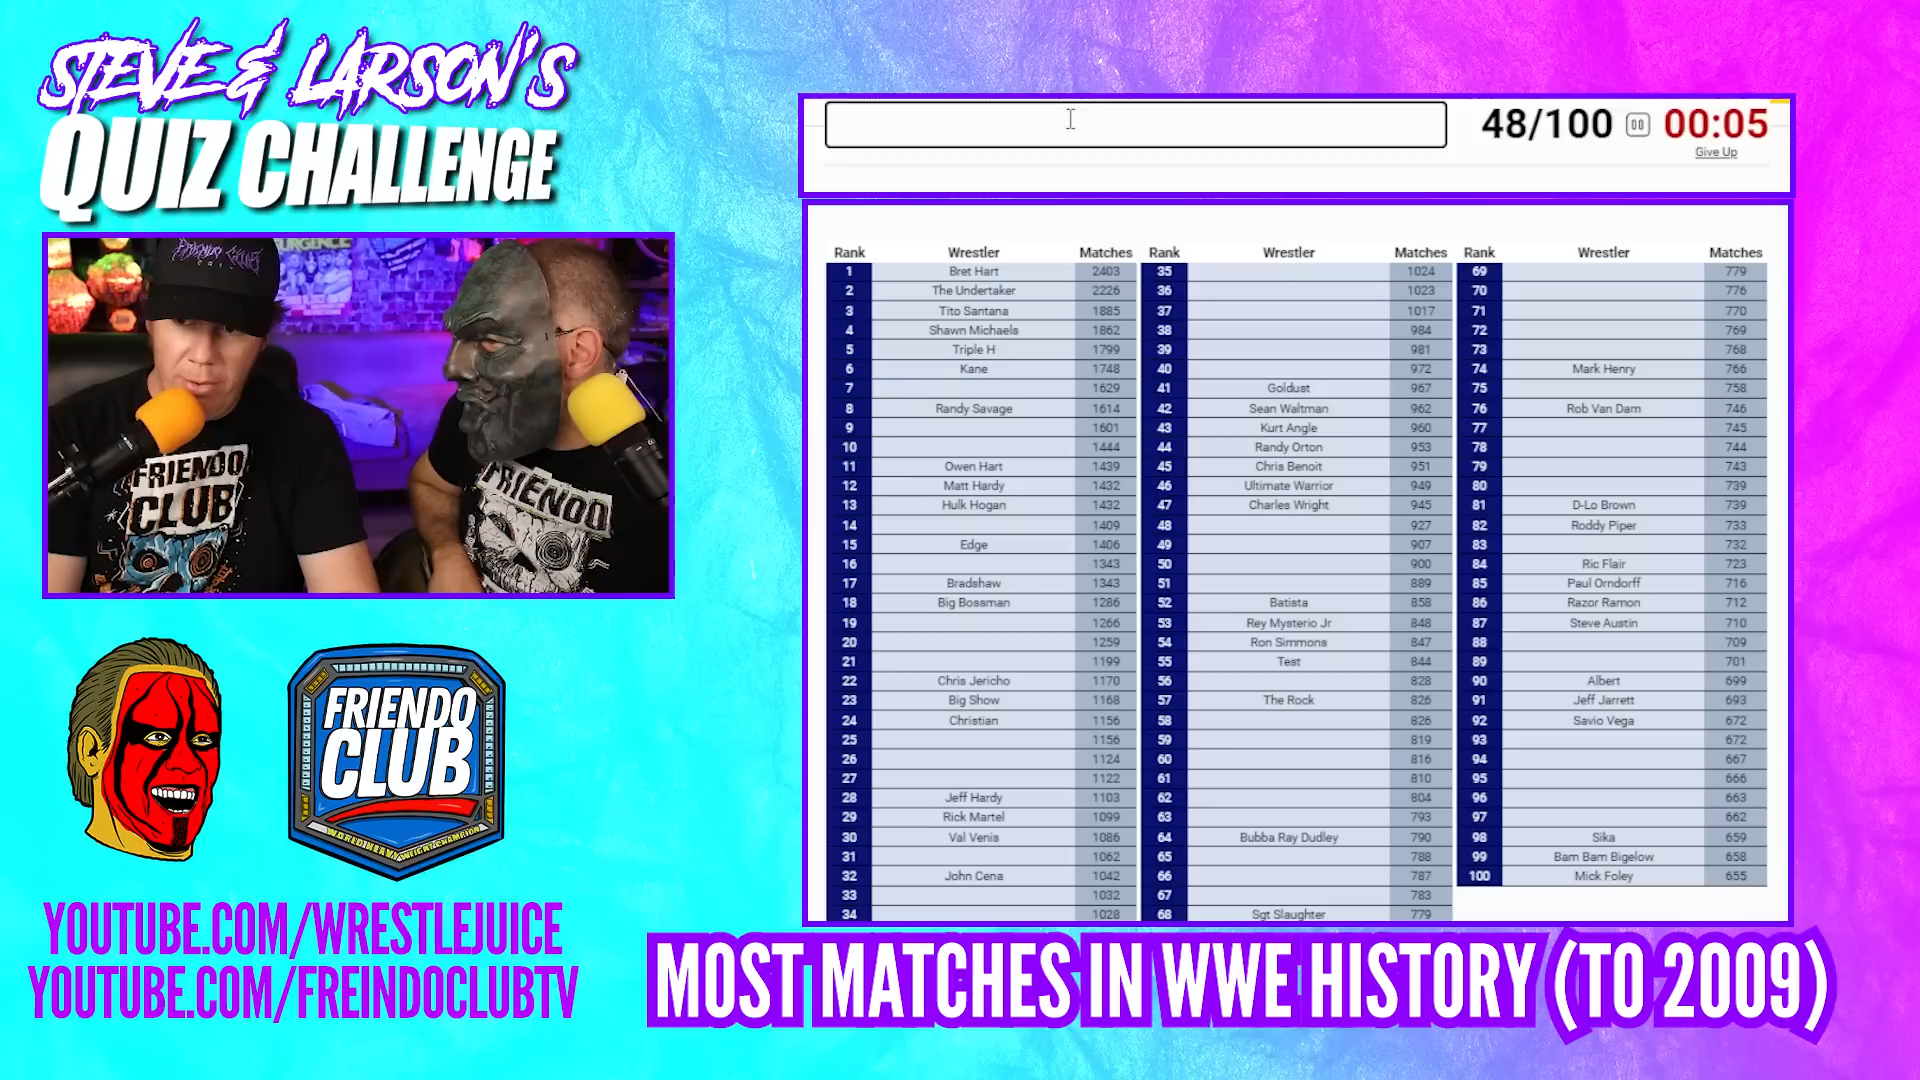 STEVE & LARSON'S
QUIZ CHALLENGE
48/100 00:05
Give Up
Rank Wrestler Matches Rank Wrestler Matches Rank Wrestler Matches
1 Bret Hart 2403 35 1024 69 779
2 The Undertaker 2226 36 1023 70 776
3 Tito Santana 1885 37 1017 71 770
4 Shawn Michaels 1862 38 984 72 769
5 Triple H 1799 39 981 73 768
6 Kane 1748 40 972 74 Mark Henry 766
7 1629 41 Goldust 967 75 758
8 Randy Savage 1614 42 Sean Waltman 962 76 Rob Van Dam 746
9 1601 43 Kurt Angle 960 77 745
10 1444 44 Randy Orton 953 78 744
11 Owen Hart 1439 45 Chris Benoit 951 79 743
12 Matt Hardy 1432 46 Ultimate Warrior 949 80 739
13 Hulk Hogan 1432 47 Charles Wright 945 81 D-Lo Brown 739
14 1409 48 927 82 Roddy Piper 733
15 Edge 1406 49 907 83 732
16 1343 50 900 84 Ric Flair 723
17 Bradshaw 1343 51 889 85 Paul Orndorff 716
18 Big Bossman 1286 52 Batista 858 86 Razor Ramon 712
19 1266 53 Rey Mysterio Jr 848 87 Steve Austin 710
20 1259 54 Ron Simmons 847 88 709
21 1199 55 Test 844 89 701
22 Chris Jericho 1170 56 828 90 Albert 699
23 Big Show 1168 57 The Rock 826 91 Jeff Jarrett 693
24 Christian 1156 58 826 92 Savio Vega 672
25 1156 59 819 93 672
26 1124 60 816 94 667
27 1122 61 810 95 666
28 Jeff Hardy 1103 62 804 96 663
29 Rick Martel 1099 63 793 97 662
30 Val Venis 1086 64 Bubba Ray Dudley 790 98 Sika 659
31 1062 65 788 99 Bam Bam Bigelow 658
32 John Cena 1042 66 787 100 Mick Foley 655
33 1032 67 783
34 1028 68 Sgt Slaughter 779
FRIENDO CLUB
URGENCE
FRIENDO
CLUB
FRIENDO
FRIENDO
CLUB
WORLD HEAVYWEIGHT CHAMPION
YOUTUBE.COM/WRESTLEJUICE
YOUTUBE.COM/FREINDOCLUBTV
MOST MATCHES IN WWE HISTORY (TO 2009)